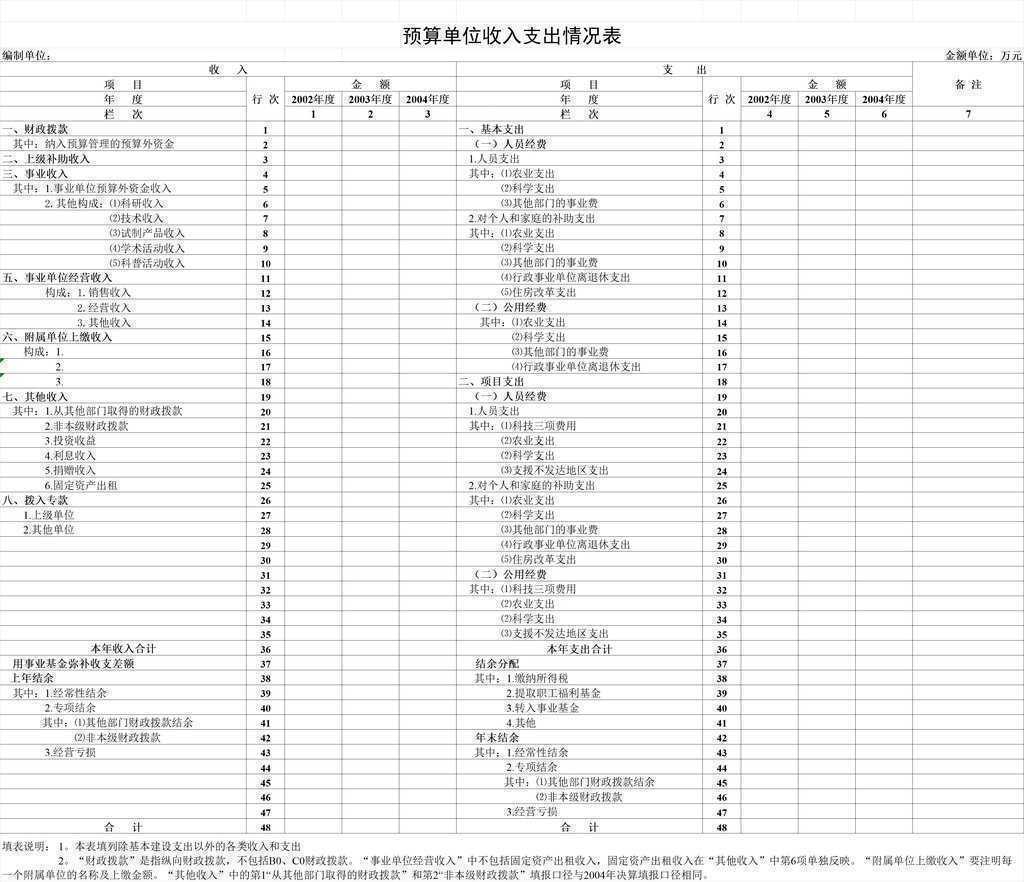 预算单位收入支出情况表
编制单位: 金额单位: 万元
收 入 支 出
项 目 行 次 金 额 项 目 行 次 金 额 备 注
年 度 2002年度 2003年度 2004年度 年 度 2002年度 2003年度 2004年度
栏 次 1 2 3 栏 次 4 5 6 7
一、财政拨款 1 一、基本支出 1
其中: 纳入预算管理的预算外资金 2 （一）人员经费 2
二、上级补助收入 3 1.人员支出 3
三、事业收入 4 其中: ⑴农业支出 4
其中: 1.事业单位预算外资金收入 5 ⑵科学支出 5
2.其他构成: ⑴科研收入 6 ⑶其他部门的事业费 6
⑵技术收入 7 2.对个人和家庭的补助支出 7
⑶试制产品收入 8 其中: ⑴农业支出 8
⑷学术活动收入 9 ⑵科学支出 9
⑸科普活动收入 10 ⑶其他部门的事业费 10
五、事业单位经营收入 11 ⑷行政事业单位离退休支出 11
构成: 1.销售收入 12 ⑸住房改革支出 12
2.经营收入 13 （二）公用经费 13
3.其他收入 14 其中: ⑴农业支出 14
六、附属单位上缴收入 15 ⑵科学支出 15
构成: 1. 16 ⑶其他部门的事业费 16
2. 17 ⑷行政事业单位离退休支出 17
3. 18 二、项目支出 18
七、其他收入 19 （一）人员经费 19
其中: 1.从其他部门取得的财政拨款 20 1.人员支出 20
2.非本级财政拨款 21 其中: ⑴科技三项费用 21
3.投资收益 22 ⑵农业支出 22
4.利息收入 23 ⑵科学支出 23
5.捐赠收入 24 ⑶支援不发达地区支出 24
6.固定资产出租 25 2.对个人和家庭的补助支出 25
八、拨入专款 26 其中: ⑴农业支出 26
1.上级单位 27 ⑵科学支出 27
2.其他单位 28 ⑶其他部门的事业费 28
29 ⑷行政事业单位离退休支出 29
30 ⑸住房改革支出 30
31 （二）公用经费 31
32 其中: ⑴科技三项费用 32
33 ⑵农业支出 33
34 ⑵科学支出 34
35 ⑶支援不发达地区支出 35
本年收入合计 36 本年支出合计 36
用事业基金弥补收支差额 37 结余分配 37
上年结余 38 其中: 1.缴纳所得税 38
其中: 1.经常性结余 39 2.提取职工福利基金 39
2.专项结余 40 3.转入事业基金 40
其中: ⑴其他部门财政拨款结余 41 4.其他 41
⑵非本级财政拨款 42 年末结余 42
3.经营亏损 43 其中: 1.经常性结余 43
44 2.专项结余 44
45 其中: ⑴其他部门财政拨款结余 45
46 ⑵非本级财政拨款 46
47 3.经营亏损 47
合 计 48 合 计 48
填表说明: 1。本表填列除基本建设支出以外的各类收入和支出
2。“财政拨款”是指纵向财政拨款, 不包括B0、C0财政拨款。“事业单位经营收入”中不包括固定资产出租收入, 固定资产出租收入在“其他收入”中第6项单独反映。“附属单位上缴收入”要注明每
一个附属单位的名称及上缴金额。“其他收入”中的第1“从其他部门取得的财政拨款”和第2“非本级财政拨款”填报口径与2004年决算填报口径相同。